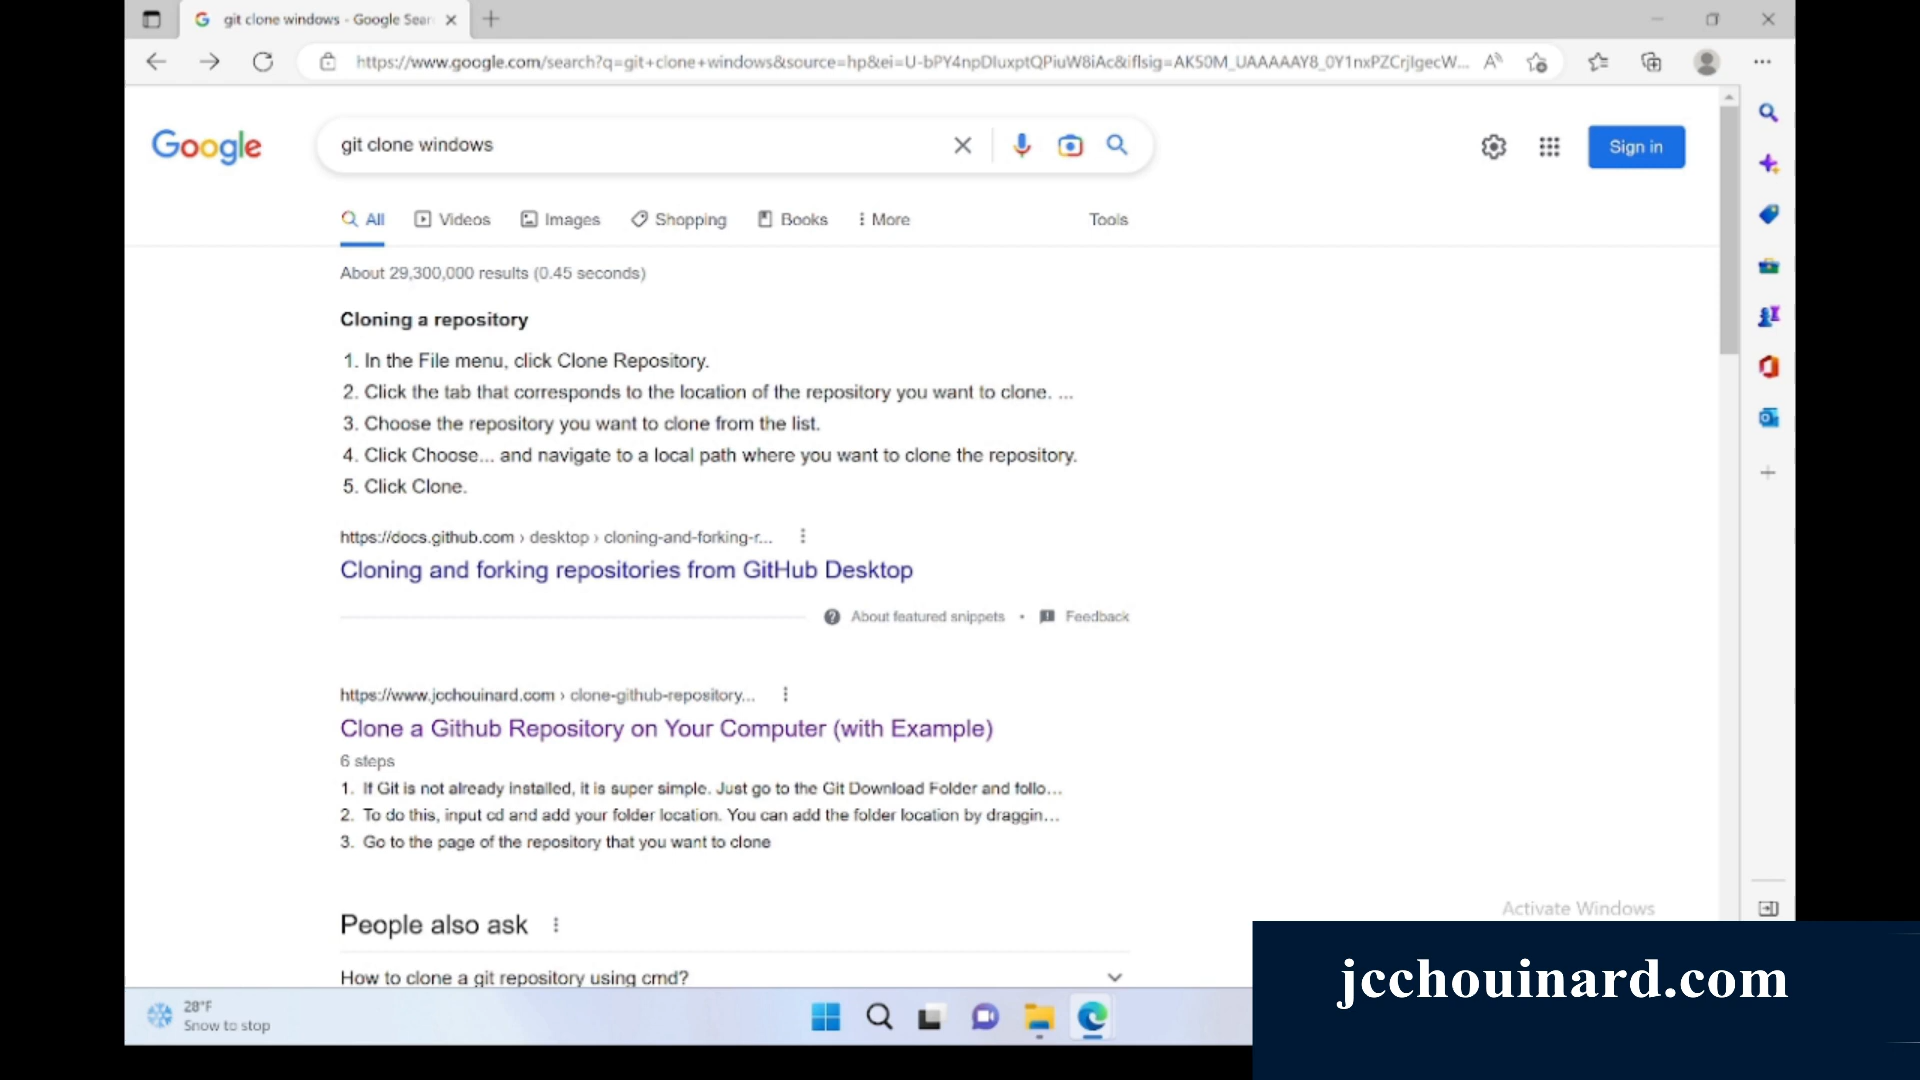 git clone windows - Google Sear
https://www.google.com/search?q=git+clone+windows&source=hp&ei=U-bPY4npDIuxptQPiuW8iAc&iflsig=AK50M_UAAAAAY8_0Y1nxPZCrjIgecW...
Google
git clone windows
Sign in
All Videos Images Shopping Books More Tools
About 29,300,000 results (0.45 seconds)
Cloning a repository
1. In the File menu, click Clone Repository.
2. Click the tab that corresponds to the location of the repository you want to clone. ...
3. Choose the repository you want to clone from the list.
4. Click Choose... and navigate to a local path where you want to clone the repository.
5. Click Clone.
https://docs.github.com › desktop › cloning-and-forking-r...
Cloning and forking repositories from GitHub Desktop
About featured snippets • Feedback
https://www.jcchouinard.com › clone-github-repository...
Clone a Github Repository on Your Computer (with Example)
6 steps
1. If Git is not already installed, it is super simple. Just go to the Git Download Folder and follo...
2. To do this, input cd and add your folder location. You can add the folder location by draggin...
3. Go to the page of the repository that you want to clone
Activate Windows
People also ask
How to clone a git repository using cmd?
jcchouinard.com
28°F
Snow to stop